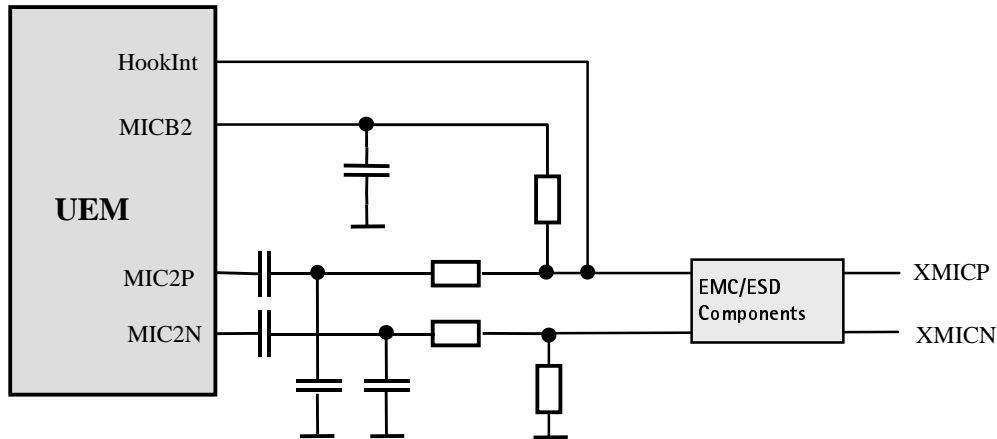 HookInt
MICB2
UEM
MIC2P
MIC2N
EMC/ESD
Components
XMICP
XMICN